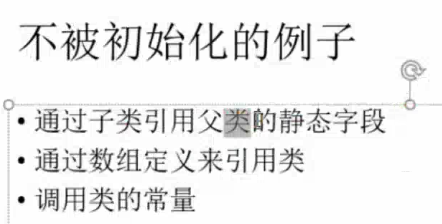 不被初始化的例子
• 通过子类引用父类的静态字段
• 通过数组定义来引用类
• 调用类的常量